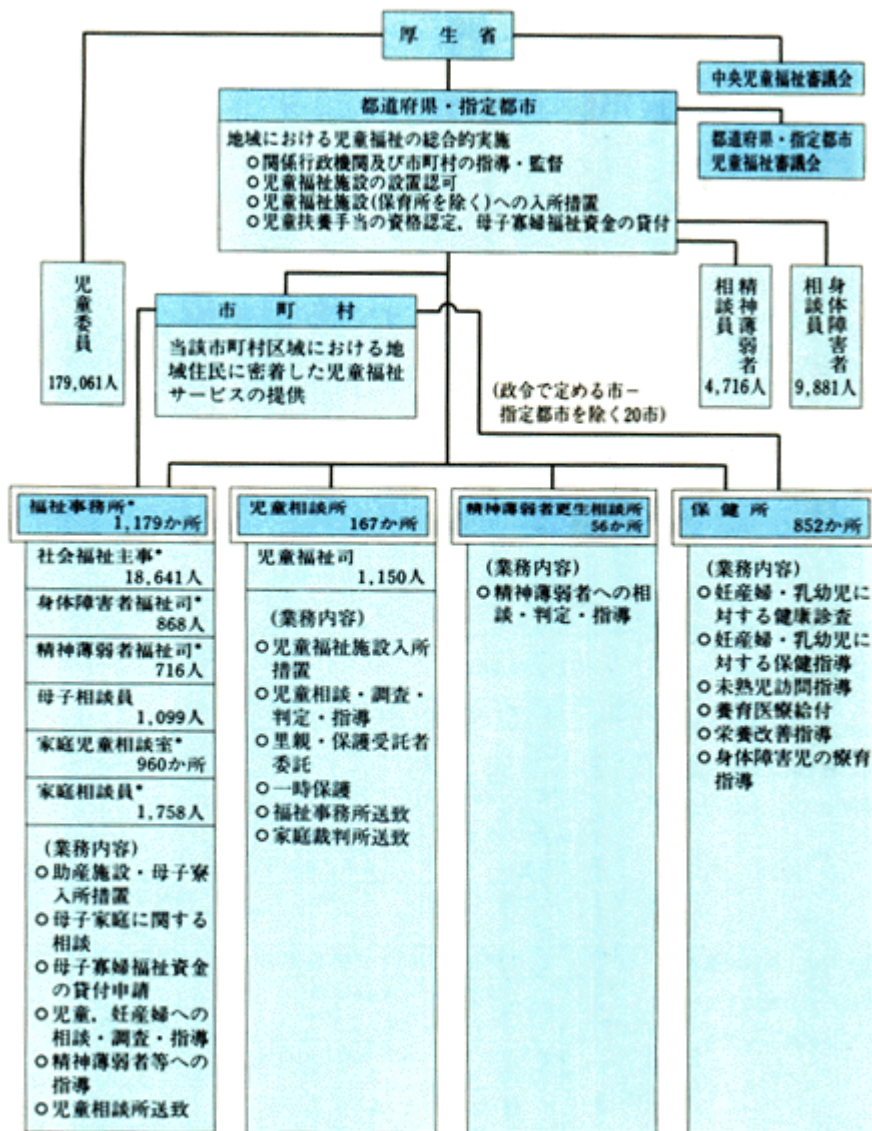 厚生省
中央児童福祉審議会
都道府県・指定都市
地域における児童福祉の総合的実施
○関係行政機関及び市町村の指導・監督
○児童福祉施設の設置認可
○児童福祉施設(保育所を除く)への入所措置
○児童扶養手当の資格認定，母子寡婦福祉資金の貸付
都道府県・指定都市
児童福祉審議会
児童委員
179,061人
市町村
当該市町村区域における地
域住民に密着した児童福祉
サービスの提供
精神薄弱者
相談員
4,716人
身体障害者
相談員
9,881人
(政令で定める市－
指定都市を除く20市)
福祉事務所*
1,179か所
社会福祉主事*
18,641人
身体障害者福祉司*
868人
精神薄弱者福祉司*
716人
母子相談員
1,099人
家庭児童相談室*
960か所
家庭相談員*
1,758人
(業務内容)
○助産施設・母子寮
入所措置
○母子家庭に関する
相談
○母子寡婦福祉資金
の貸付申請
○児童，妊産婦への
相談・調査・指導
○精神薄弱者等への
指導
○児童相談所送致
児童相談所
167か所
児童福祉司
1,150人
(業務内容)
○児童福祉施設入所
措置
○児童相談・調査・
判定・指導
○里親・保護受託者
委託
○一時保護
○福祉事務所送致
○家庭裁判所送致
精神薄弱者更生相談所
56か所
(業務内容)
○精神薄弱者への相
談・判定・指導
保健所
852か所
(業務内容)
○妊産婦・乳幼児に
対する健康診査
○妊産婦・乳幼児に
対する保健指導
○未熟児訪問指導
○養育医療給付
○栄養改善指導
○身体障害児の療育
指導